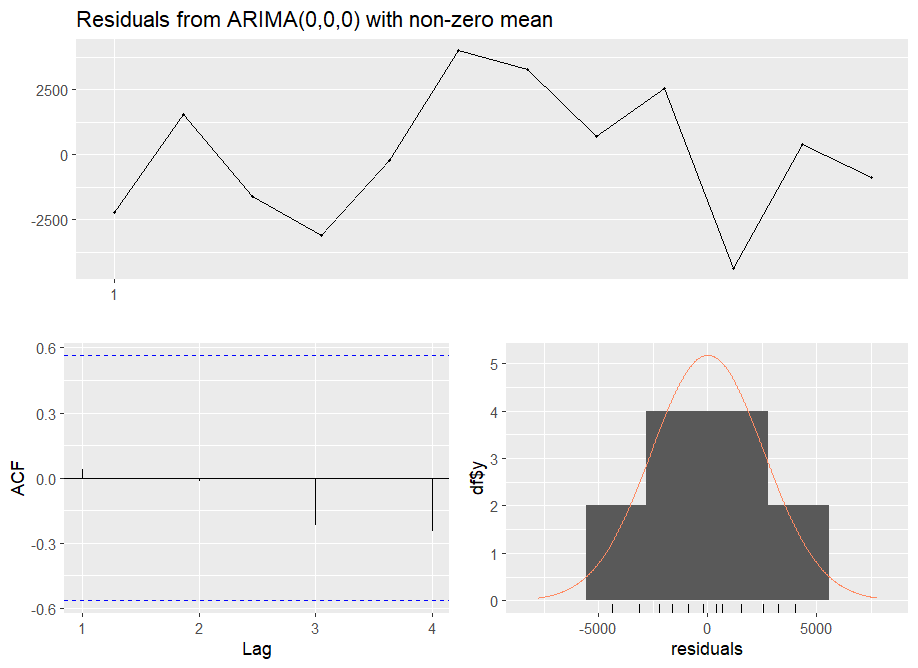 Residuals from ARIMA(0,0,0) with non-zero mean
2500
0
-2500
1
0.6
0.3
0.0
-0.3
-0.6
ACF
1 2 3 4
Lag
5
4
3
2
1
0
df$y
-5000 0 5000
residuals